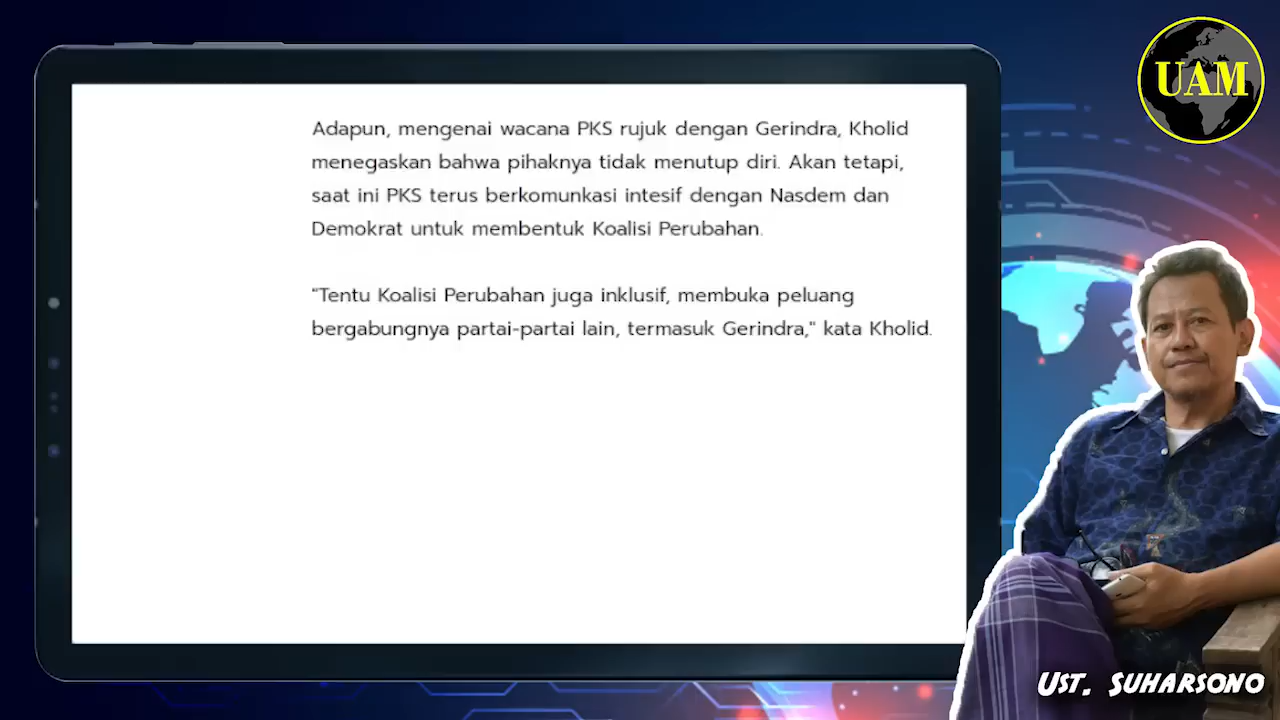 UAM
Adapun, mengenai wacana PKS rujuk dengan Gerindra, Kholid
menegaskan bahwa pihaknya tidak menutup diri. Akan tetapi,
saat ini PKS terus berkomunkasi intesif dengan Nasdem dan
Demokrat untuk membentuk Koalisi Perubahan.
"Tentu Koalisi Perubahan juga inklusif, membuka peluang
bergabungnya partai-partai lain, termasuk Gerindra," kata Kholid.
Ust. Suharsono